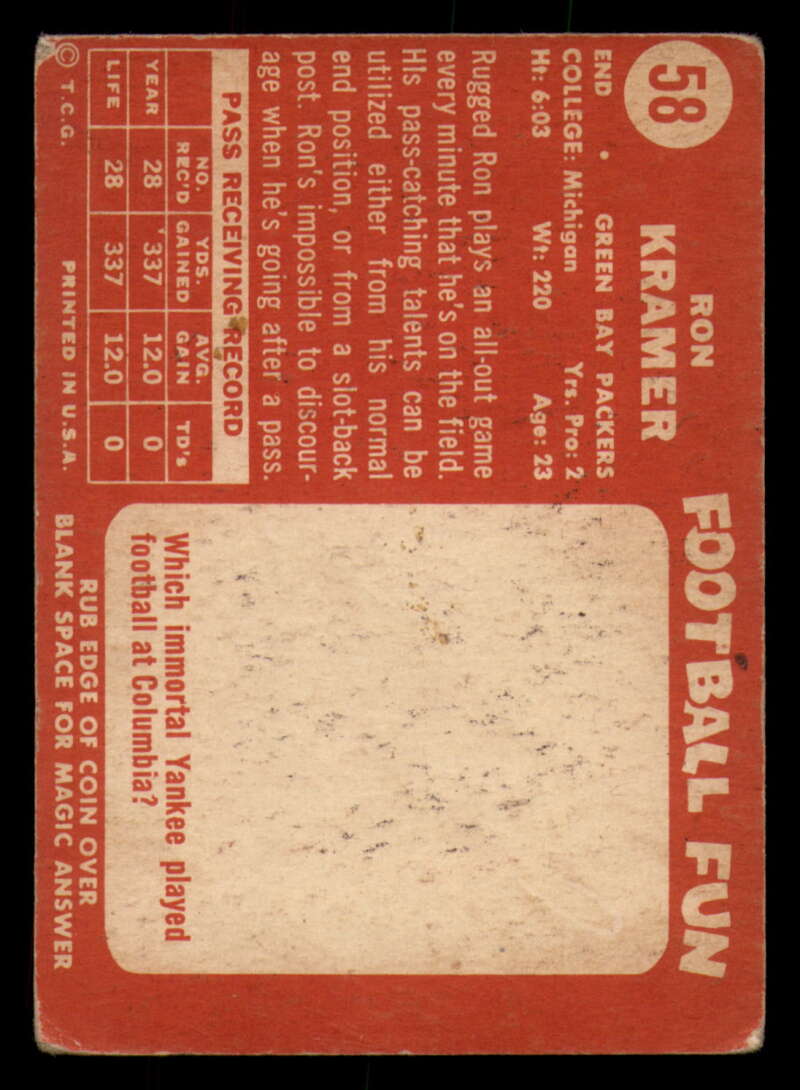 58
RON
KRAMER
END • GREEN BAY PACKERS
COLLEGE: Michigan Yrs. Pro: 2
Ht: 6:03 Wt: 220 Age: 23
Rugged Ron plays an all-out game
every minute that he's on the field.
His pass-catching talents can be
utilized either from his normal
end position, or from a slot-back
post. Ron's impossible to discour-
age when he's going after a pass.
PASS RECEIVING RECORD
NO. REC'D YDS. GAINED AVG. GAIN TD's
YEAR 28 337 12.0 0
LIFE 28 337 12.0 0
© T.C.G. PRINTED IN U.S.A.
FOOTBALL FUN
Which immortal Yankee played
football at Columbia?
RUB EDGE OF COIN OVER
BLANK SPACE FOR MAGIC ANSWER